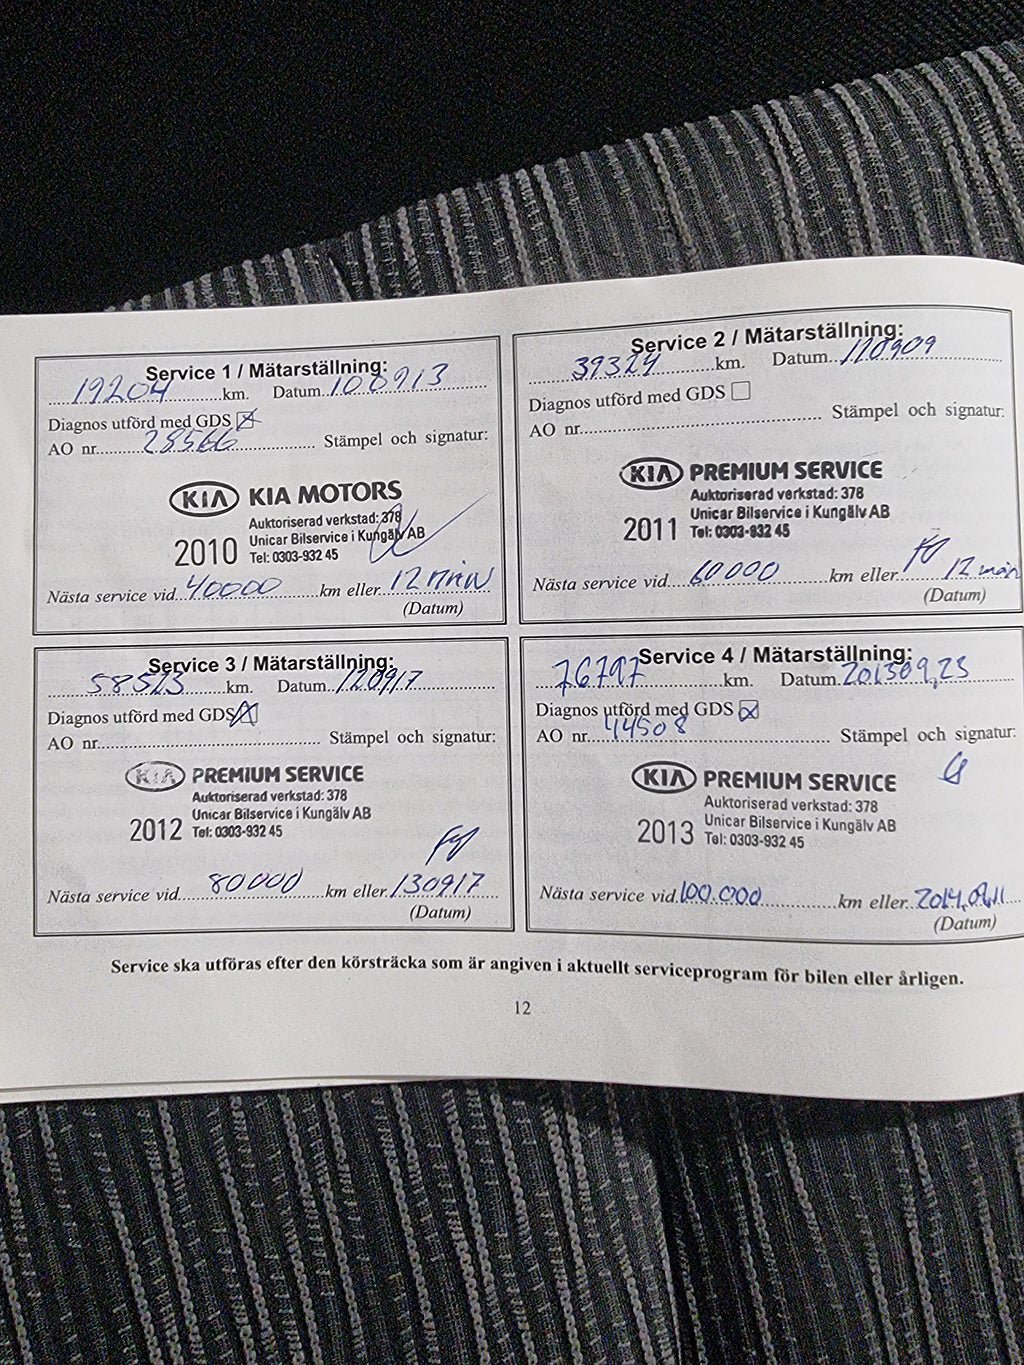 Service 1 / Mätarställning:
19204 km. Datum 100913
Diagnos utförd med GDS
AO nr. 28566 Stämpel och signatur:
KIA KIA MOTORS
Auktoriserad verkstad: 378
Unicar Bilservice i Kungälv AB
2010 Tel: 0303-932 45
Nästa service vid 40000 km eller 12 MÅN
(Datum)
Service 2 / Mätarställning:
39324 km. Datum 110909
Diagnos utförd med GDS
AO nr. Stämpel och signatur:
KIA PREMIUM SERVICE
Auktoriserad verkstad: 378
Unicar Bilservice i Kungälv AB
2011 Tel: 0303-932 45
Nästa service vid 60000 km eller 12 mån
(Datum)
Service 3 / Mätarställning:
58513 km. Datum 120917
Diagnos utförd med GDS
AO nr. Stämpel och signatur:
KIA PREMIUM SERVICE
Auktoriserad verkstad: 378
Unicar Bilservice i Kungälv AB
2012 Tel: 0303-932 45
Nästa service vid 80000 km eller 130917
(Datum)
Service 4 / Mätarställning:
76797 km. Datum 201309,23
Diagnos utförd med GDS
AO nr. 44508 Stämpel och signatur:
KIA PREMIUM SERVICE
Auktoriserad verkstad: 378
Unicar Bilservice i Kungälv AB
2013 Tel: 0303-932 45
Nästa service vid 100.000 km eller
(Datum)
Service ska utföras efter den körsträcka som är angiven i aktuellt serviceprogram för bilen eller årligen.
12